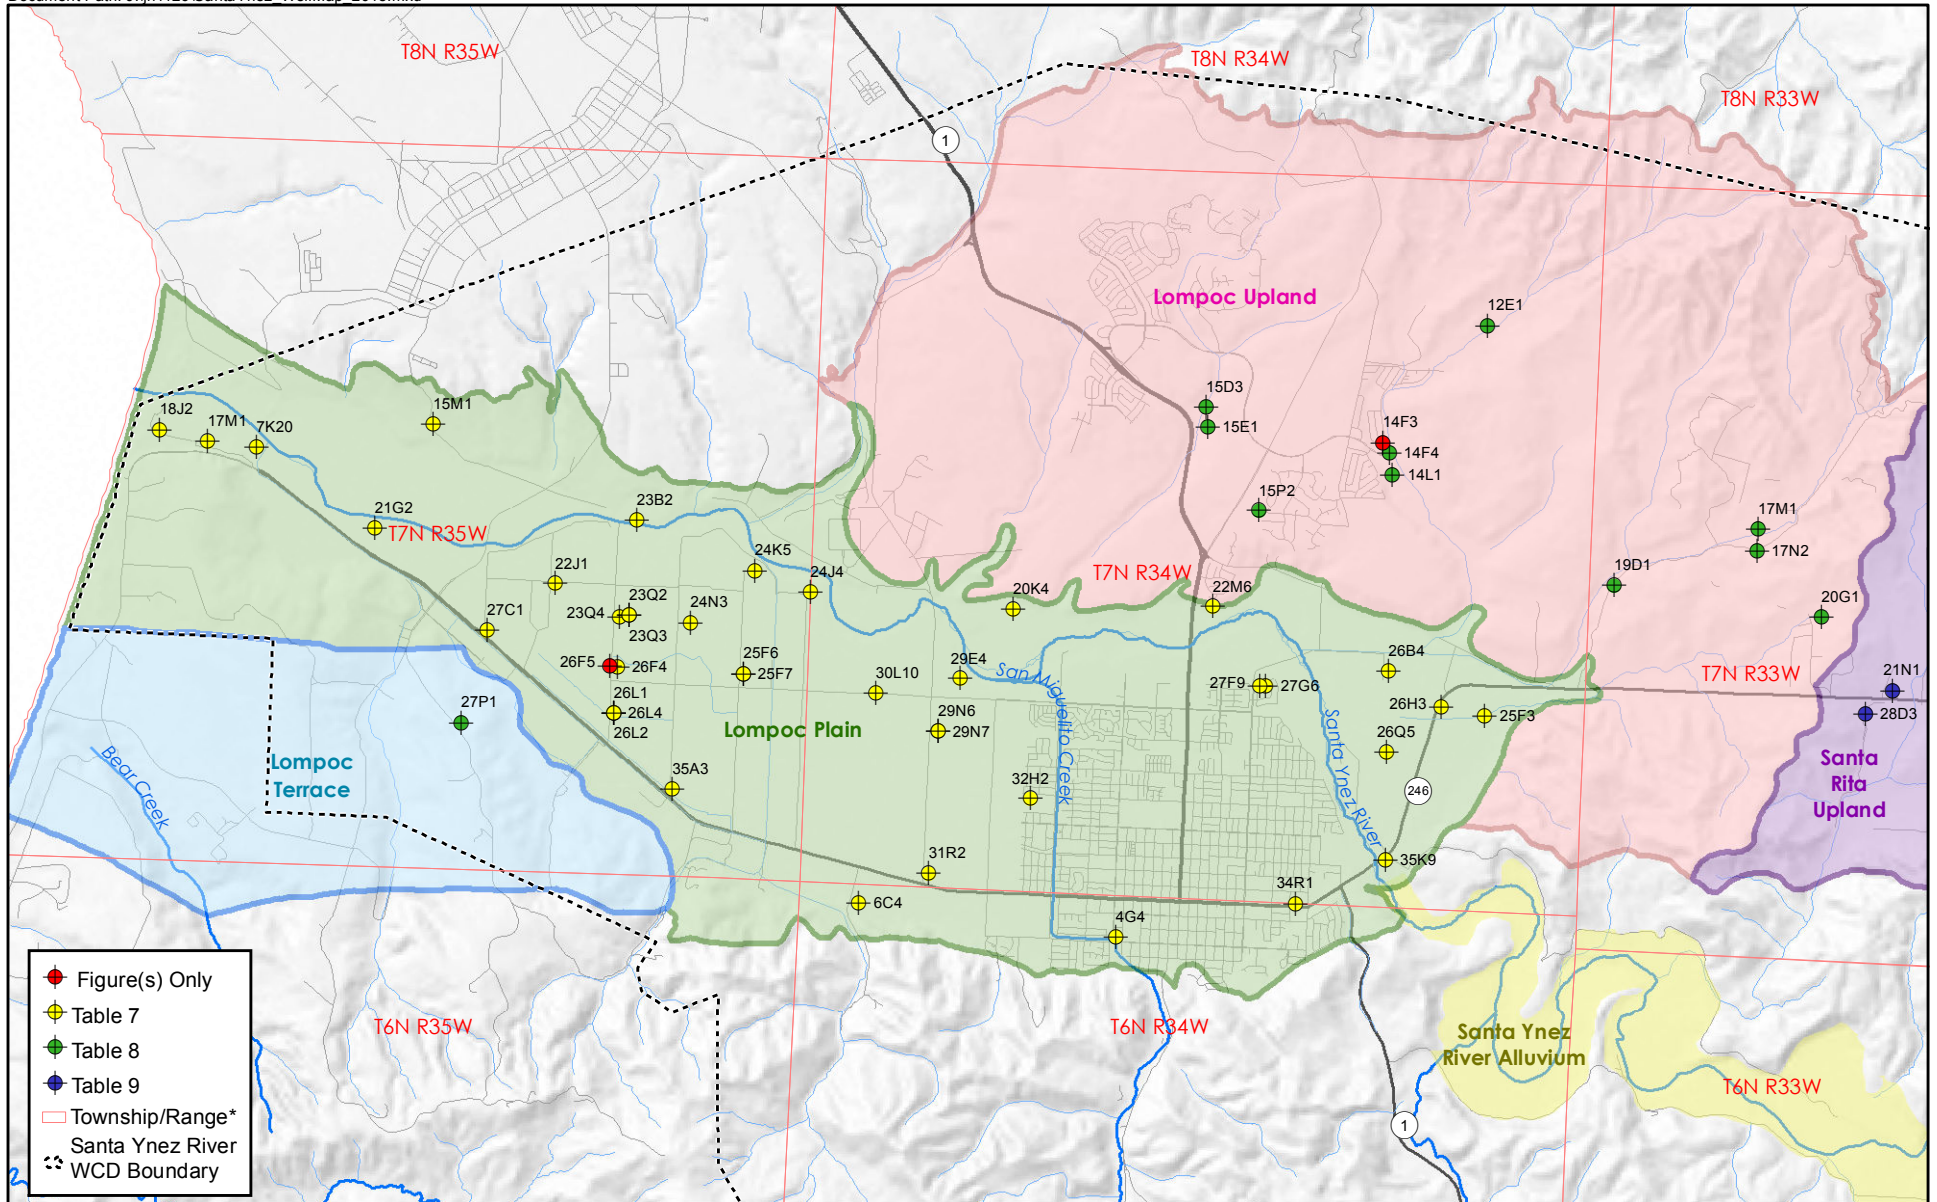 T8N R35W
T8N R34W
T8N R33W
1
Lompoc Upland
12E1
15D3
15E1
14F3
14F4
14L1
15P2
17M1
17N2
19D1
20G1
18J2
17M1
7K20
15M1
21G2
T7N R35W
23B2
22J1
24K5
24J4
20K4
T7N R34W
22M6
27C1
23Q4
23Q2
23Q3
24N3
26F5
26F4
25F6
25F7
30L10
29E4
San Miguelito Creek
27F9
27G6
26B4
26H3
25F3
T7N R33W
21N1
28D3
27P1
26L1
26L4
26L2
Lompoc Plain
29N6
29N7
Santa Ynez River
26Q5
Lompoc
Terrace
Bear Creek
35A3
32H2
246
Santa
Rita
Upland
31R2
35K9
6C4
34R1
4G4
Figure(s) Only
Table 7
Table 8
Table 9
Township/Range*
Santa Ynez River
WCD Boundary
T6N R35W
T6N R34W
Santa Ynez
River Alluvium
T6N R33W
1